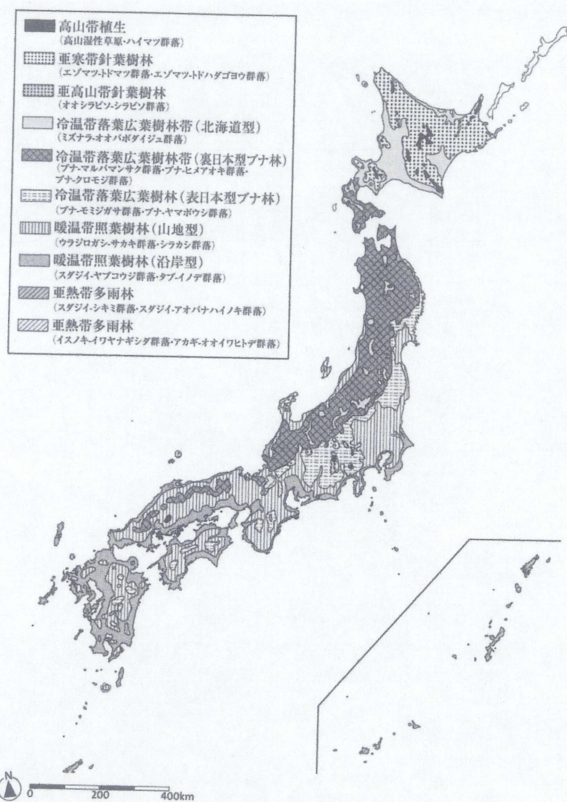 高山帯植生
(高山湿性草原・ハイマツ群落)
亜寒帯針葉樹林
(エゾマツ・トドマツ群落・エゾマツ・トドハダゴヨウ群落)
亜高山帯針葉樹林
(オオシラビソ・シラビソ群落)
冷温帯落葉広葉樹林帯(北海道型)
(ミズナラ・オオバボダイジュ群落)
冷温帯落葉広葉樹林帯(裏日本型ブナ林)
(ブナ・マルバマンサク群落・ブナ・ヒメアオキ群落・
ブナ・クロモジ群落)
冷温帯落葉広葉樹林(表日本型ブナ林)
(ブナ・モミジガサ群落・ブナ・ヤマボウシ群落)
暖温帯照葉樹林(山地型)
(ウラジロガシ・サカキ群落・シラカシ群落)
暖温帯照葉樹林(沿岸型)
(スダジイ・ヤブコウジ群落・タブ・イノデ群落)
亜熱帯多雨林
(スダジイ・シキミ群落・スダジイ・アオバナハイノキ群落)
亜熱帯多雨林
(イスノキ・イワヤナギシダ群落・アカギ・オオイワヒトデ群落)
N
0 200 400km